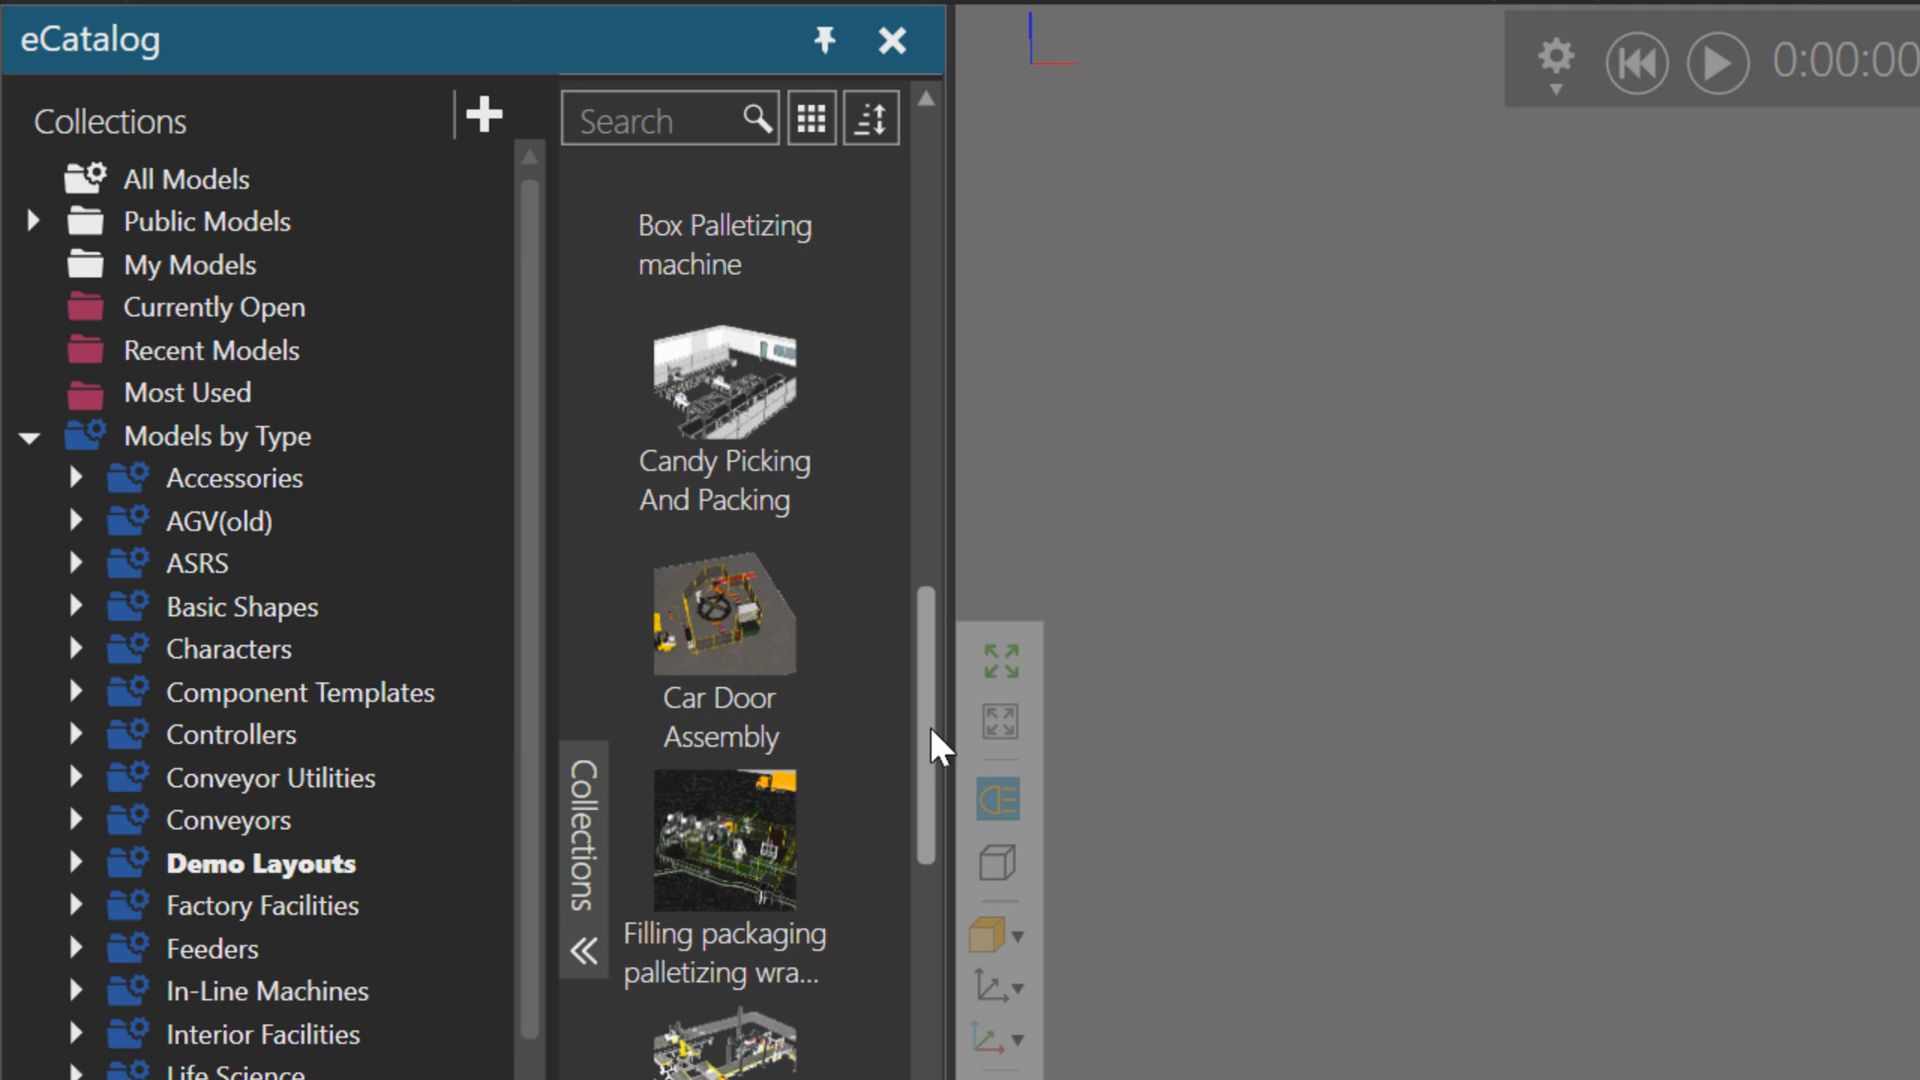 eCatalog
Collections
All Models
Public Models
My Models
Currently Open
Recent Models
Most Used
Models by Type
Accessories
AGV(old)
ASRS
Basic Shapes
Characters
Component Templates
Controllers
Conveyor Utilities
Conveyors
Demo Layouts
Factory Facilities
Feeders
In-Line Machines
Interior Facilities
Life Science
Search
Box Palletizing
machine
Candy Picking
And Packing
Car Door
Assembly
Filling packaging
palletizing wra...
Collections
0:00:00